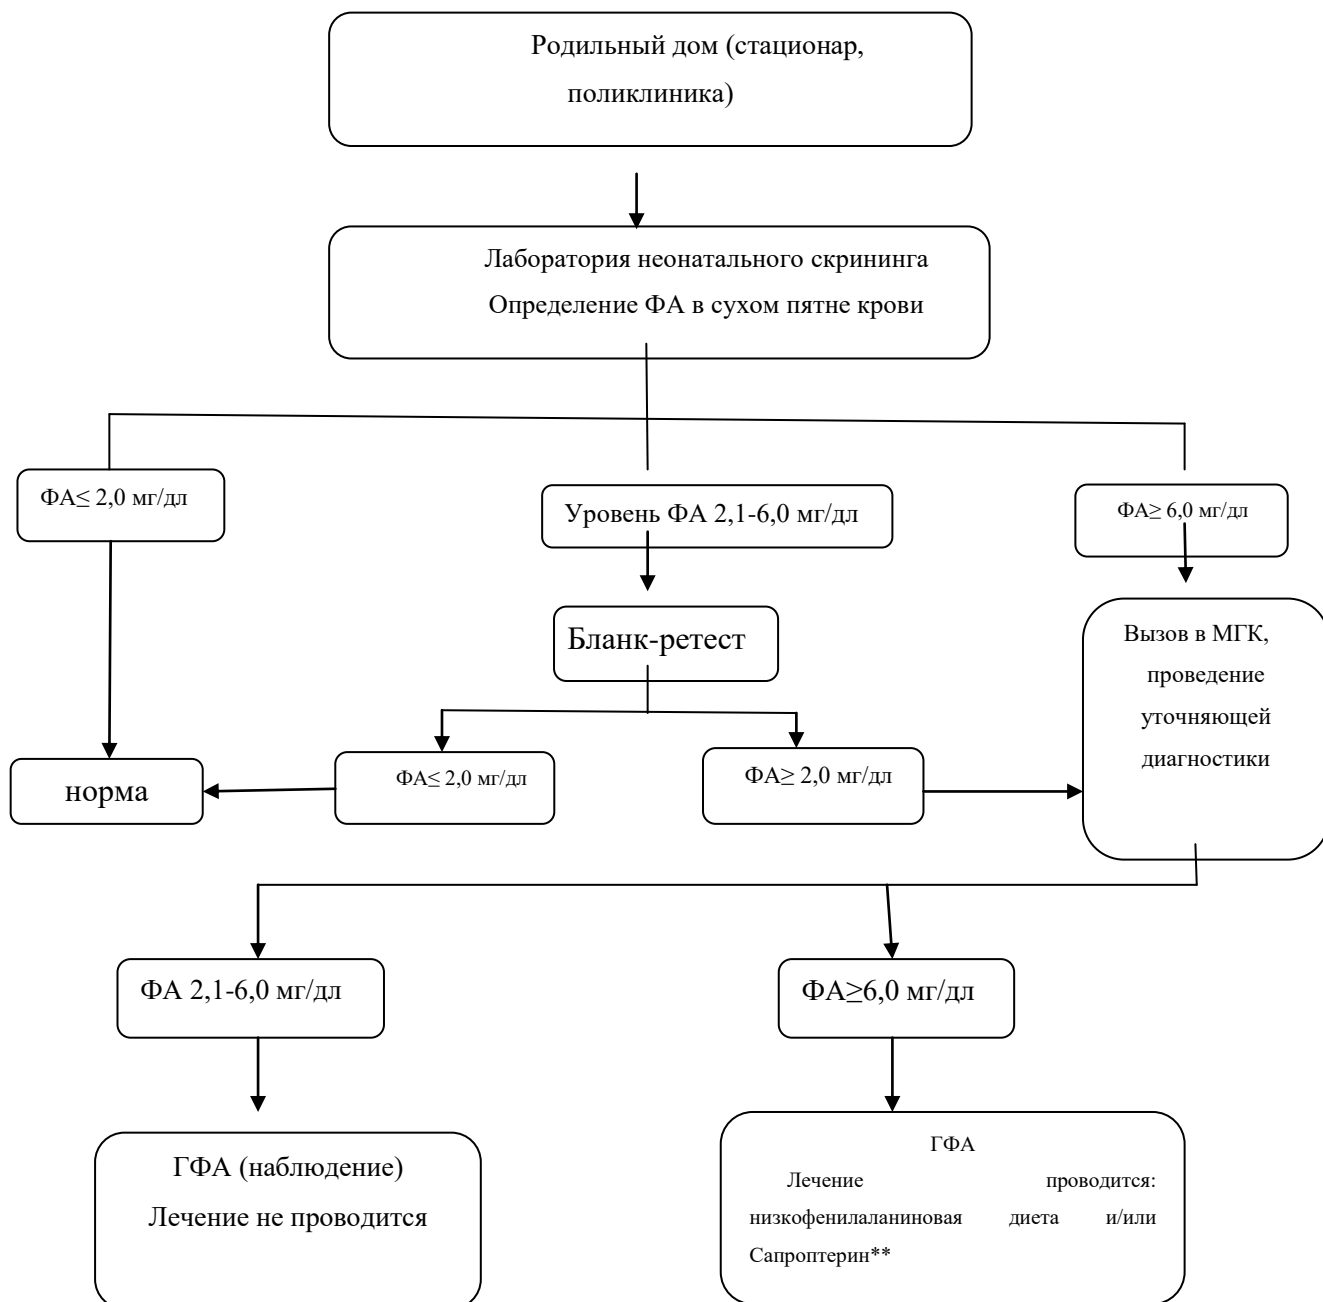 Родильный дом (стационар,
поликлиника)
Лаборатория неонатального скрининга
Определение ФА в сухом пятне крови
ФА≤ 2,0 мг/дл
Уровень ФА 2,1-6,0 мг/дл
ФА≥ 6,0 мг/дл
Бланк-ретест
Вызов в МГК,
проведение
уточняющей
диагностики
норма
ФА≤ 2,0 мг/дл
ФА≥ 2,0 мг/дл
ФА 2,1-6,0 мг/дл
ФА≥6,0 мг/дл
ГФА (наблюдение)
Лечение не проводится
ГФА
Лечение проводится:
низкофенилаланиновая диета и/или
Сапроптерин**